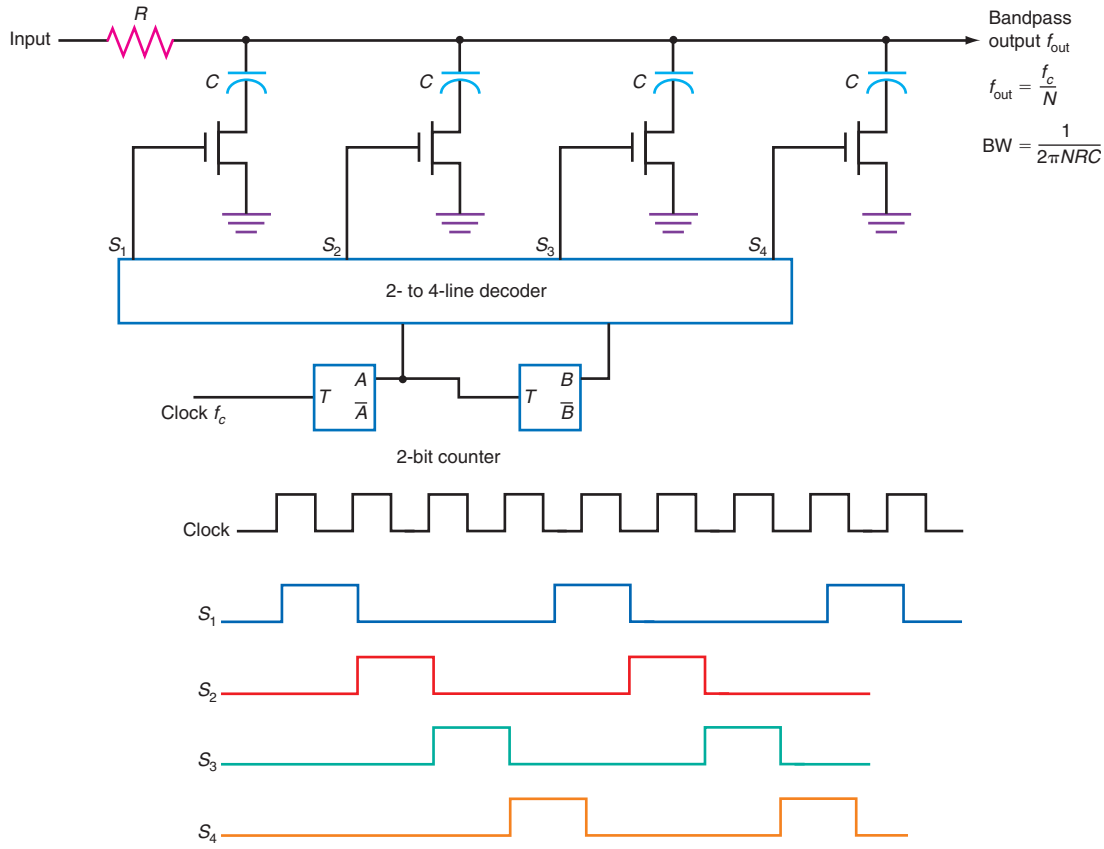 R
Input
Bandpass
output f_out
C
C
C
C
f_out = f_c / N
BW = 1 / 2πNRC
S₁
S₂
S₃
S₄
2- to 4-line decoder
T
A
A̅
T
B
B̅
Clock f_c
2-bit counter
Clock
S₁
S₂
S₃
S₄